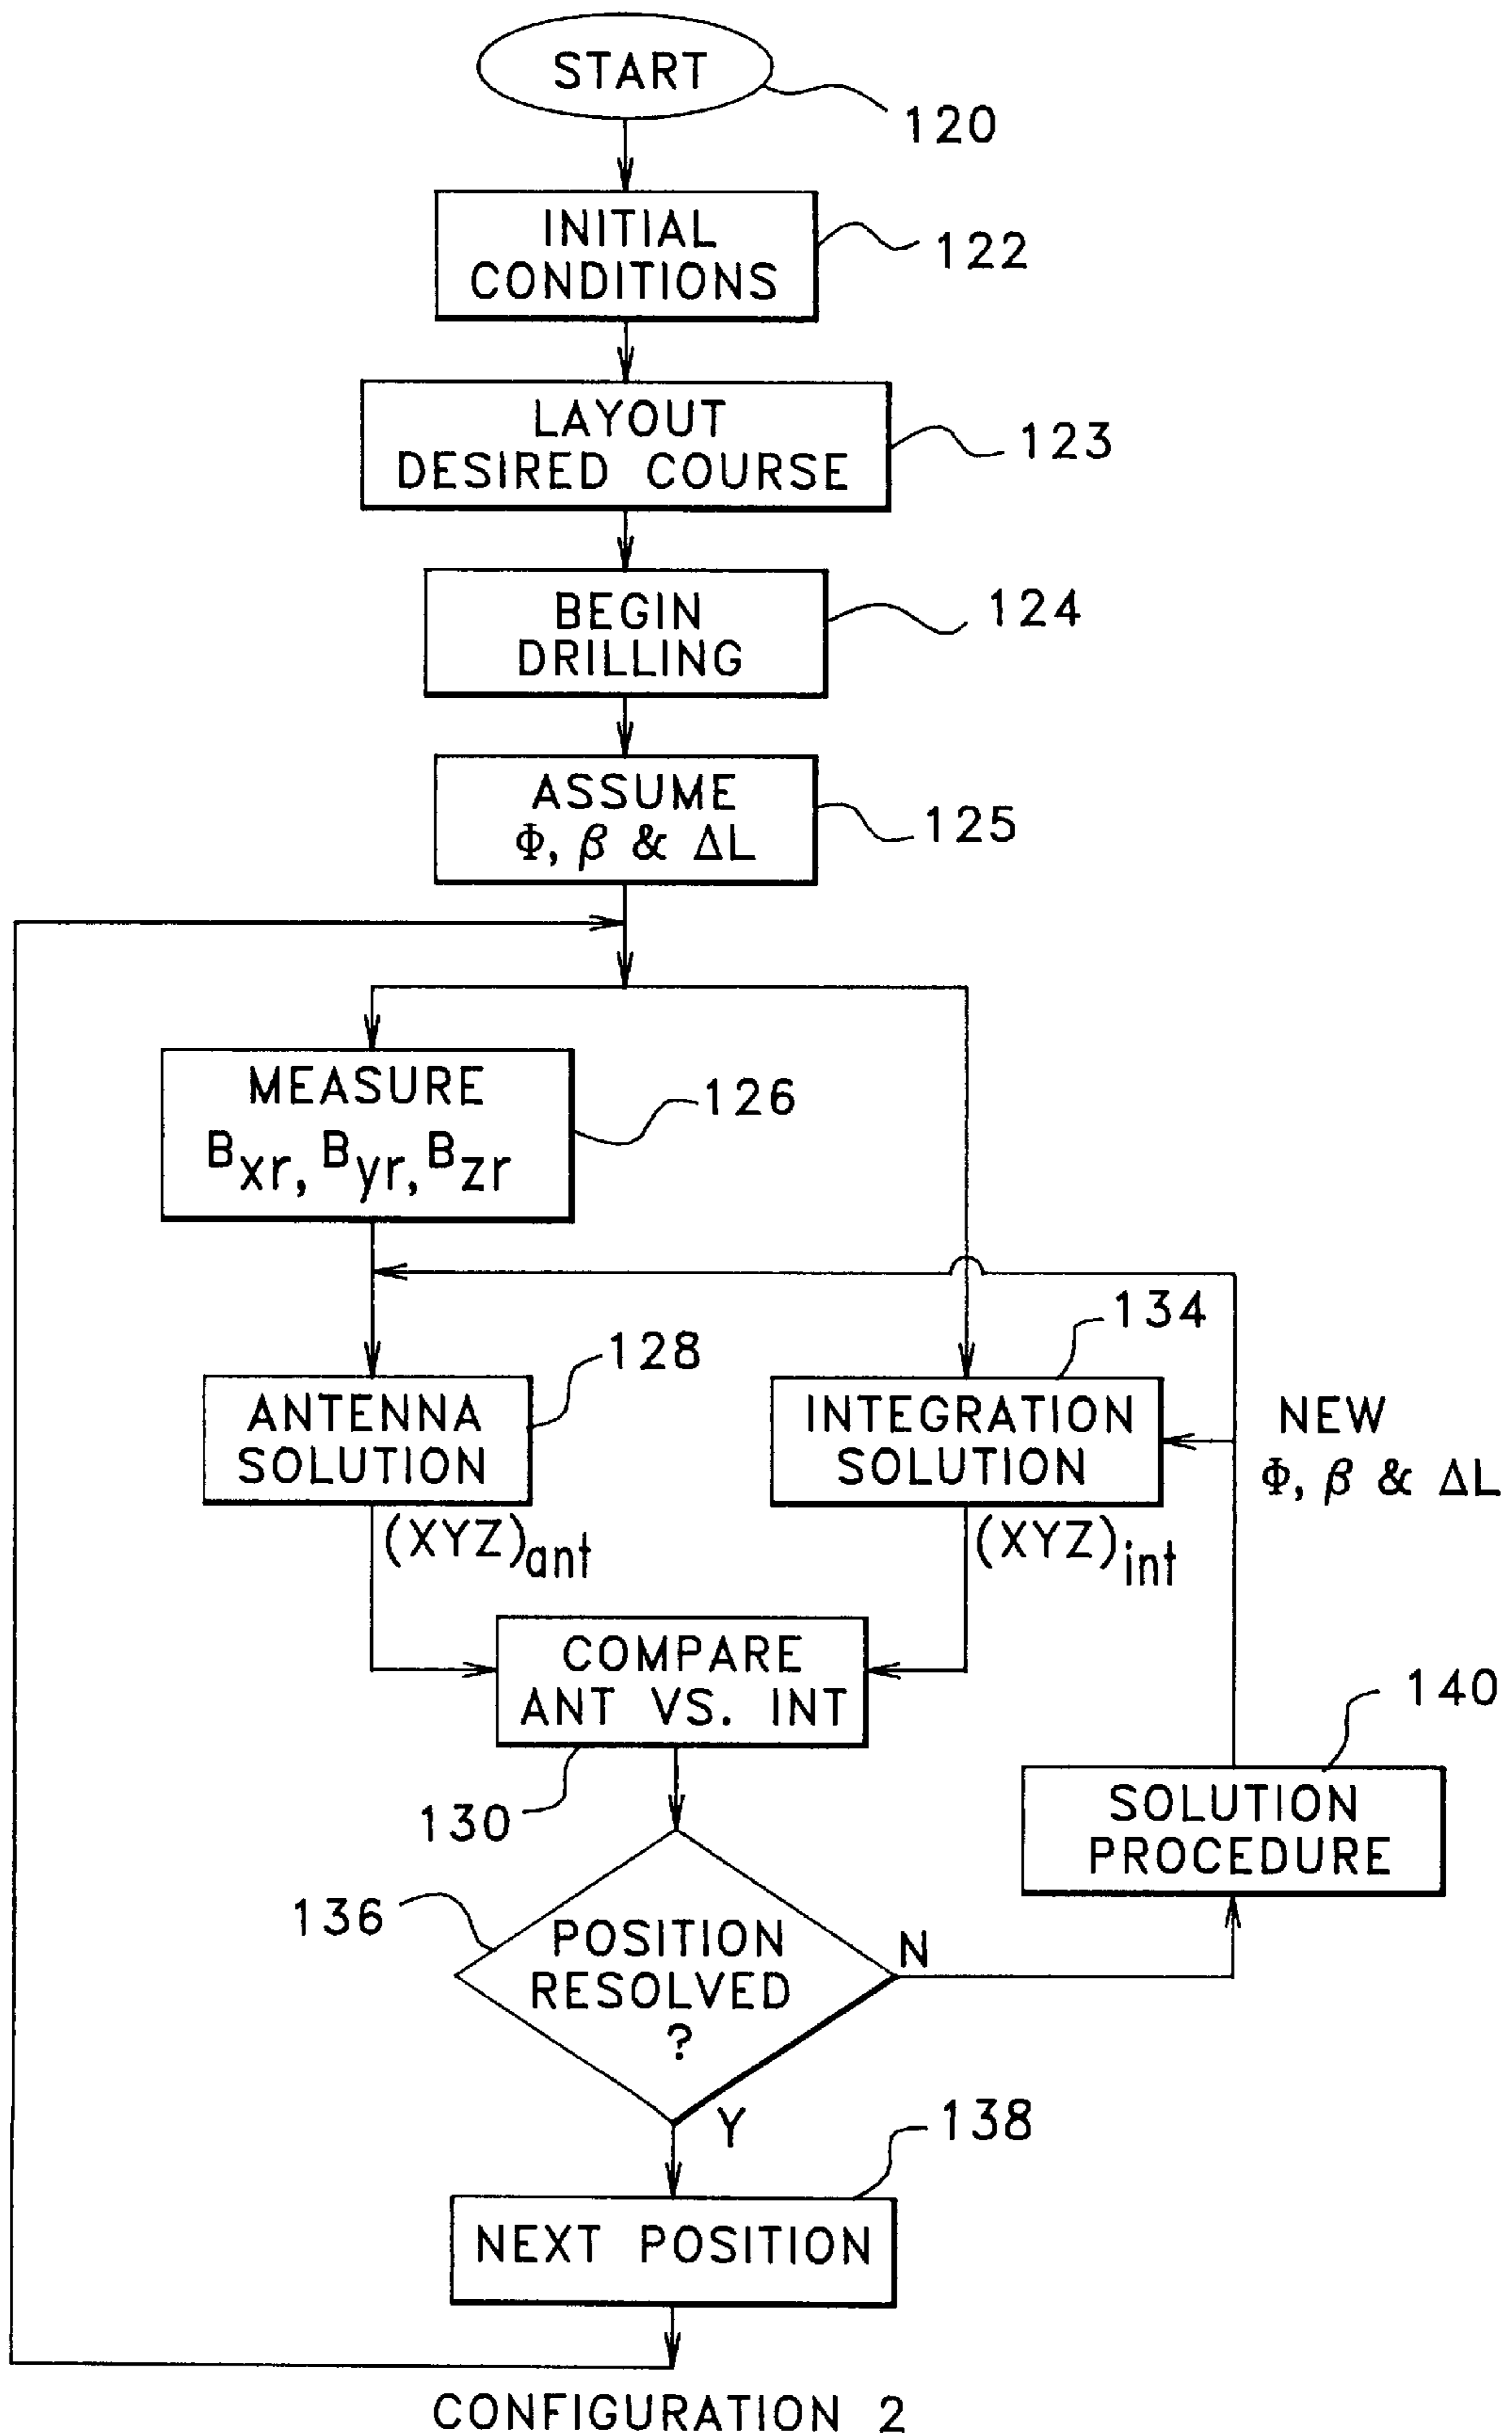 START
120
INITIAL
CONDITIONS
122
LAYOUT
DESIRED COURSE
123
BEGIN
DRILLING
124
ASSUME
Φ, β & ΔL
125
MEASURE
Bxr, Byr, Bzr
126
ANTENNA
SOLUTION
128
INTEGRATION
SOLUTION
134
NEW
Φ, β & ΔL
(XYZ)ant
(XYZ)int
COMPARE
ANT VS. INT
130
SOLUTION
PROCEDURE
140
POSITION
RESOLVED
?
136
N
Y
NEXT POSITION
138
CONFIGURATION 2